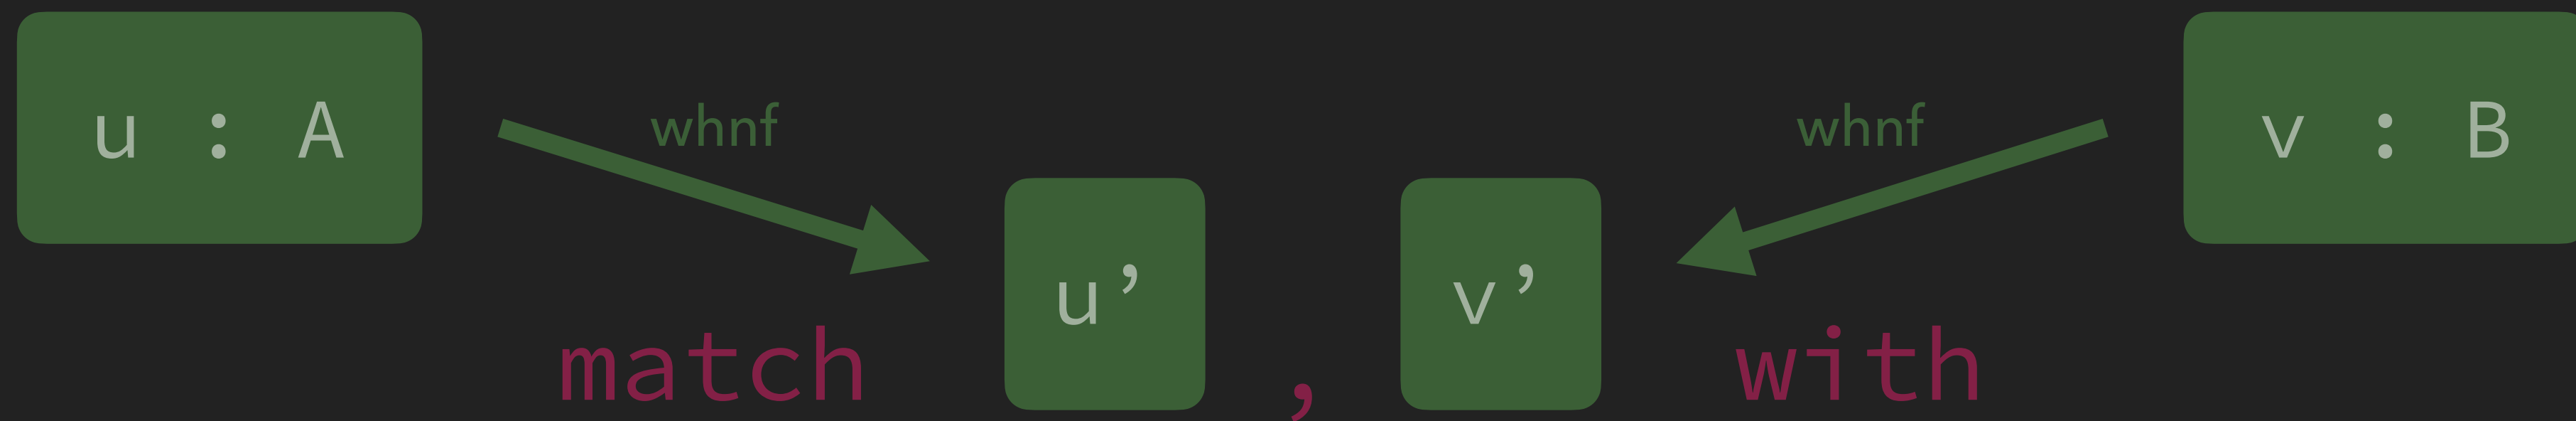 u : A
whnf
whnf
v : B
u’
v’
match
,
with